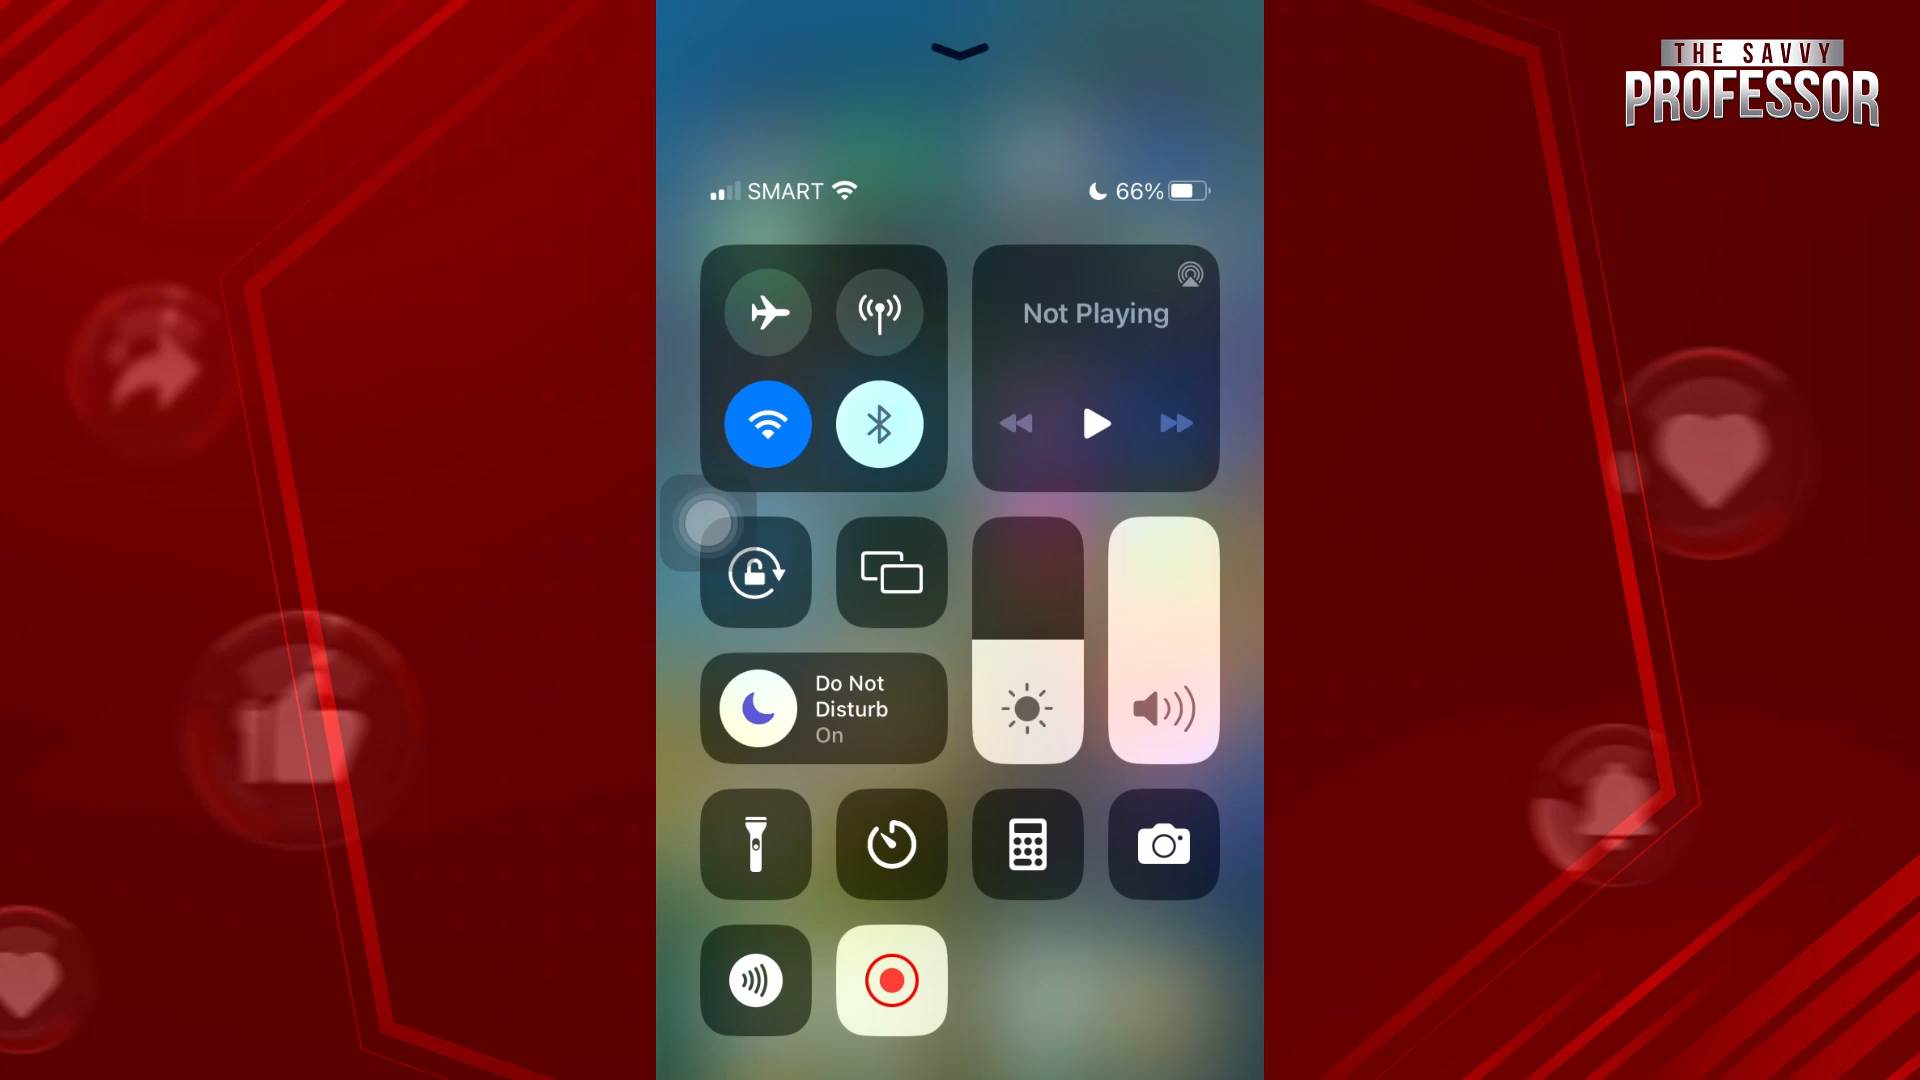 THE SAVVY
PROFESSOR
SMART
66%
Not Playing
Do Not
Disturb
On